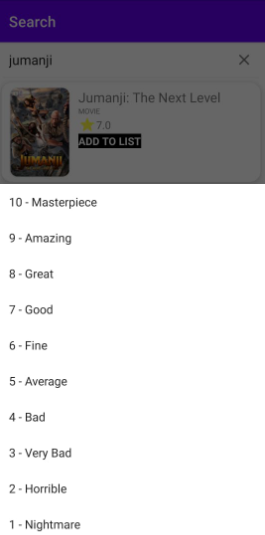 Search
jumanji
Jumanji: The Next Level
MOVIE
7.0
ADD TO LIST
JUMANJI
10 - Masterpiece
9 - Amazing
8 - Great
7 - Good
6 - Fine
5 - Average
4 - Bad
3 - Very Bad
2 - Horrible
1 - Nightmare